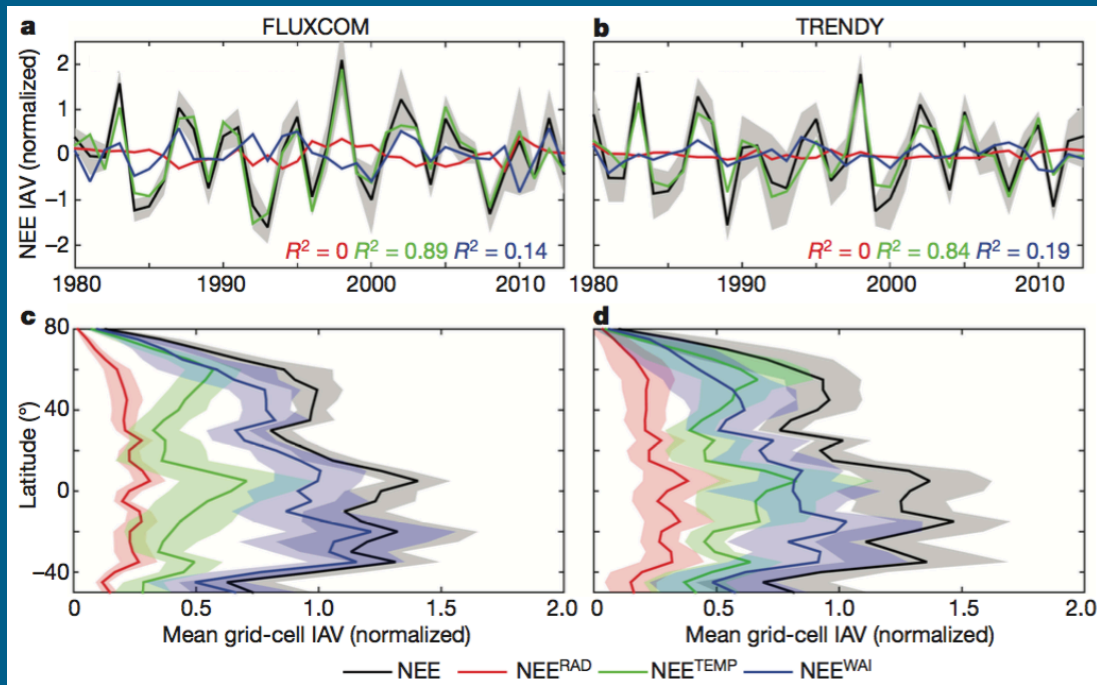 a FLUXCOM
b TRENDY
NEE IAV (normalized)
2
1
0
−1
−2
R² = 0 R² = 0.89 R² = 0.14
R² = 0 R² = 0.84 R² = 0.19
1980 1990 2000 2010
1980 1990 2000 2010
c
d
Latitude (°)
80
40
0
−40
0 0.5 1.0 1.5 2.0
0 0.5 1.0 1.5 2.0
Mean grid-cell IAV (normalized)
Mean grid-cell IAV (normalized)
NEE NEE^RAD NEE^TEMP NEE^WAI